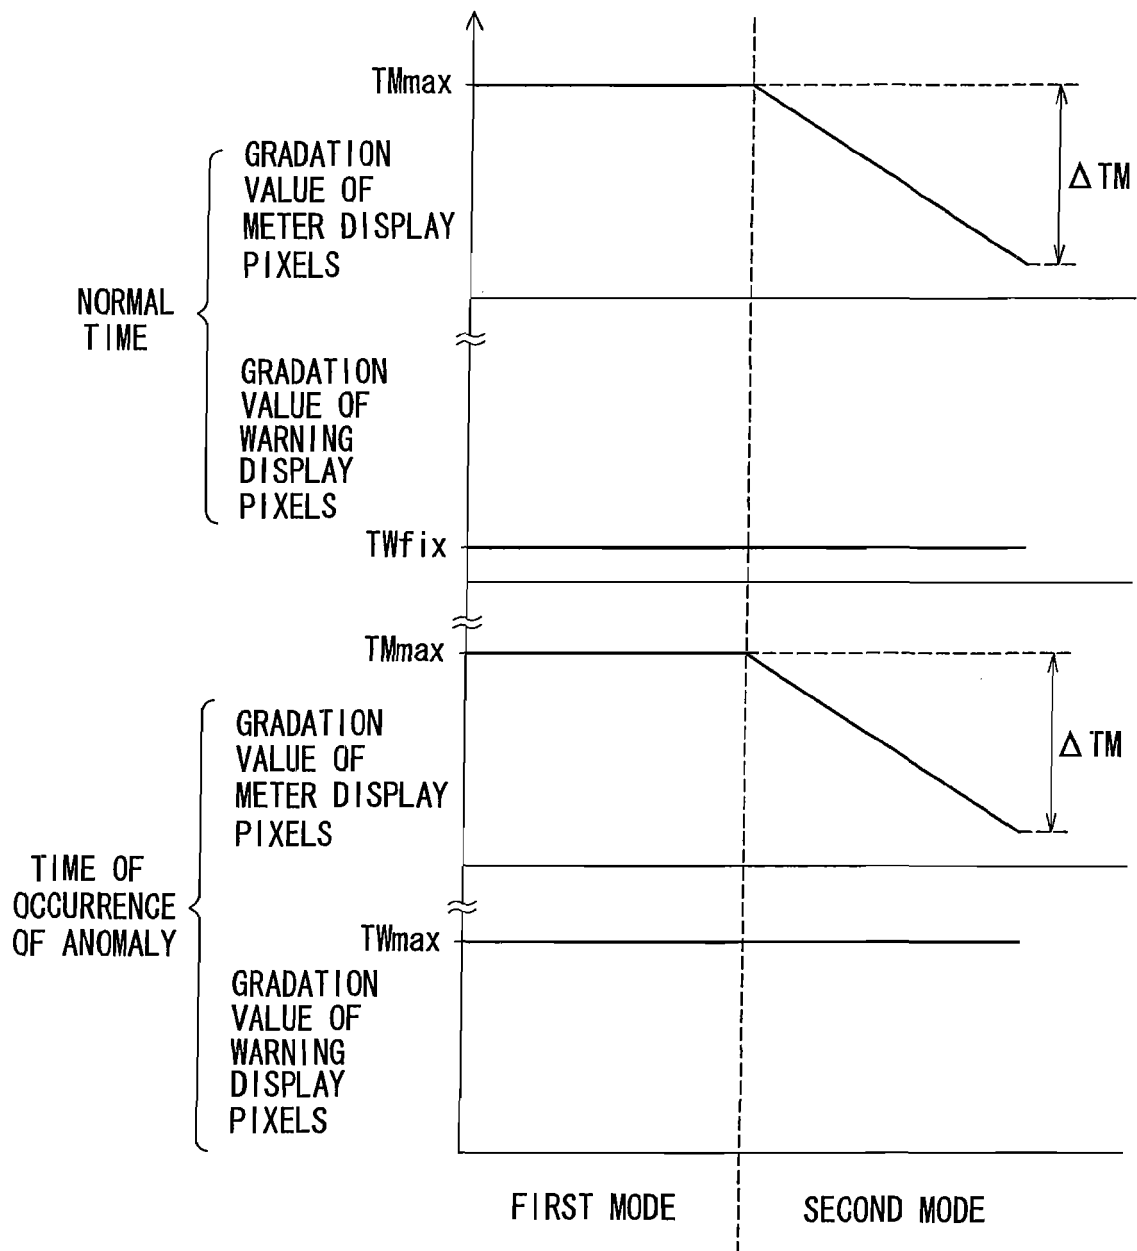 TMmax
GRADATION
VALUE OF
METER DISPLAY
PIXELS
ΔTM
NORMAL
TIME
GRADATION
VALUE OF
WARNING
DISPLAY
PIXELS
TWfix
TMmax
GRADATION
VALUE OF
METER DISPLAY
PIXELS
ΔTM
TIME OF
OCCURRENCE
OF ANOMALY
TWmax
GRADATION
VALUE OF
WARNING
DISPLAY
PIXELS
FIRST MODE
SECOND MODE